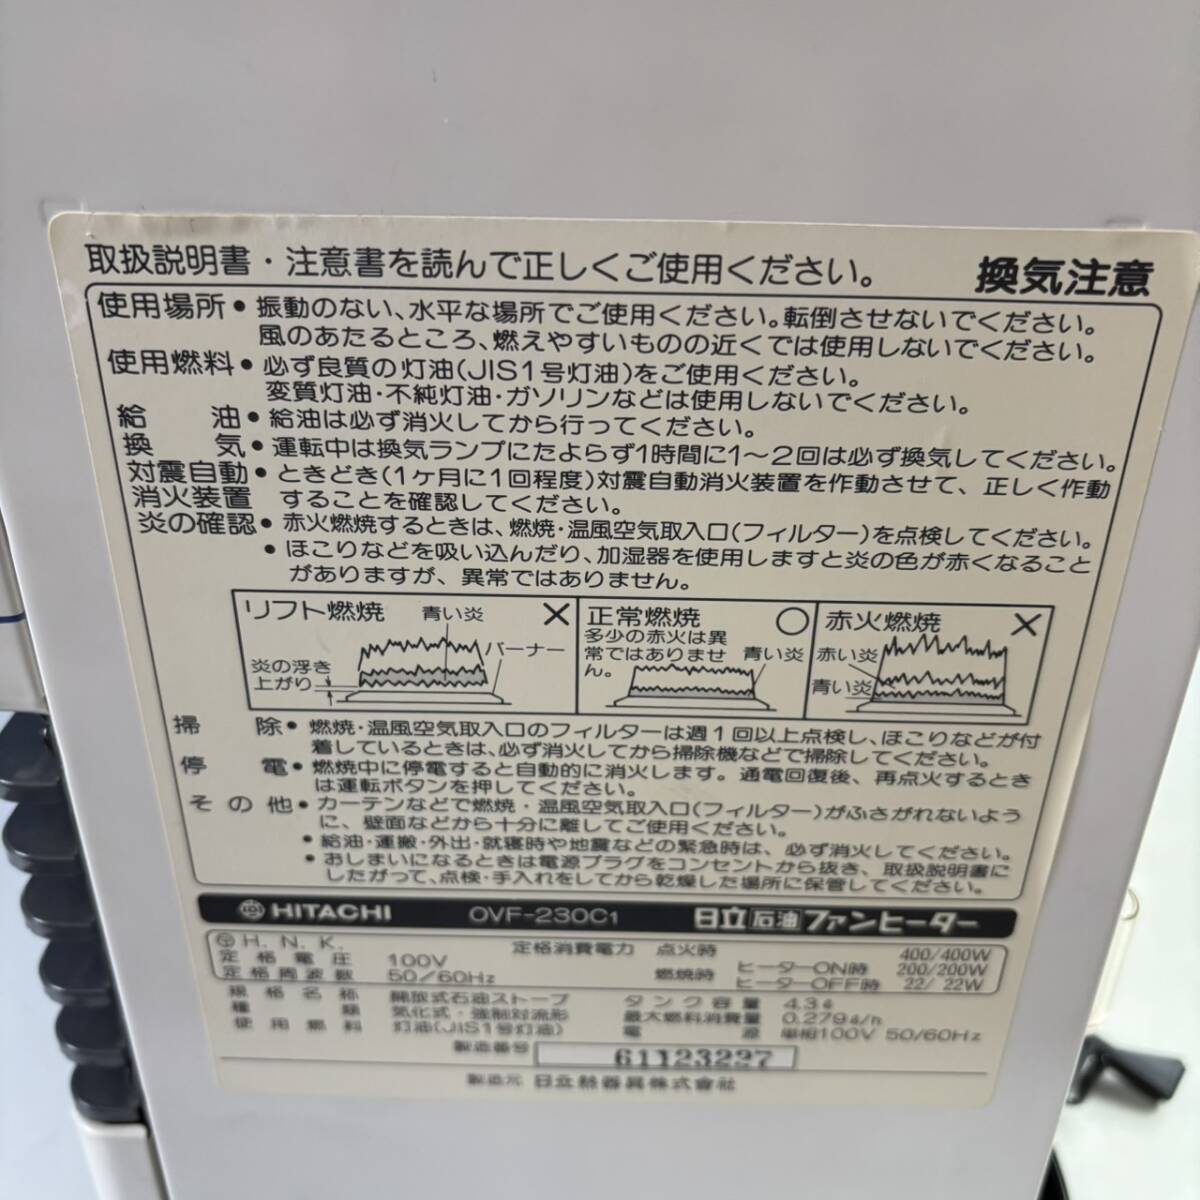 取扱説明書・注意書を読んで正しくご使用ください。 換気注意
使用場所・振動のない、水平な場所でご使用ください。転倒させないでください。
風のあたるところ、燃えやすいものの近くでは使用しないでください。
使用燃料・必ず良質の灯油(JIS1号灯油)をご使用ください。
変質灯油・不純灯油・ガソリンなどは使用しないでください。
給油・給油は必ず消火してから行ってください。
換気・運転中は換気ランプにたよらず1時間に1～2回は必ず換気してください。
対震自動・ときどき(1ヶ月に1回程度)対震自動消火装置を作動させて、正しく作動
消火装置 することを確認してください。
炎の確認・赤火燃焼するときは、燃焼・温風空気取入口(フィルター)を点検してください。
・ほこりなどを吸い込んだり、加湿器を使用しますと炎の色が赤くなること
がありますが、異常ではありません。
リフト燃焼 青い炎 ×
バーナー
炎の浮き
上がり
正常燃焼 ○
多少の赤火は異
常ではありませ 青い炎
ん。
赤火燃焼 ×
赤い炎
青い炎
掃除・燃焼・温風空気取入口のフィルターは週1回以上点検し、ほこりなどが付
着しているときは、必ず消火してから掃除機などで掃除してください。
停電・燃焼中に停電すると自動的に消火します。通電回復後、再点火するとき
は運転ボタンを押してください。
その他・カーテンなどで燃焼・温風空気取入口(フィルター)がふさがれないよう
に、壁面などから十分に離してご使用ください。
・給油・運搬・外出・就寝時や地震などの緊急時は、必ず消火してください。
・おしまいになるときは電源プラグをコンセントから抜き、取扱説明書に
したがって、点検・手入れをしてから乾燥した場所に保管してください。
HITACHI OVF-230C1 日立石油ファンヒーター
H.N.K.
定格電圧 100V
定格周波数 50/60Hz
定格消費電力 点火時 400/400W
燃焼時 ヒーターON時 200/200W
ヒーターOFF時 22/22W
規格名称 開放式石油ストーブ
種類 気化式・強制対流形
使用燃料 灯油(JIS1号灯油)
タンク容量 4.3ℓ
最大燃料消費量 0.279ℓ/h
電源 単相100V 50/60Hz
製造番号 61123227
製造元 日立熱器具株式会社